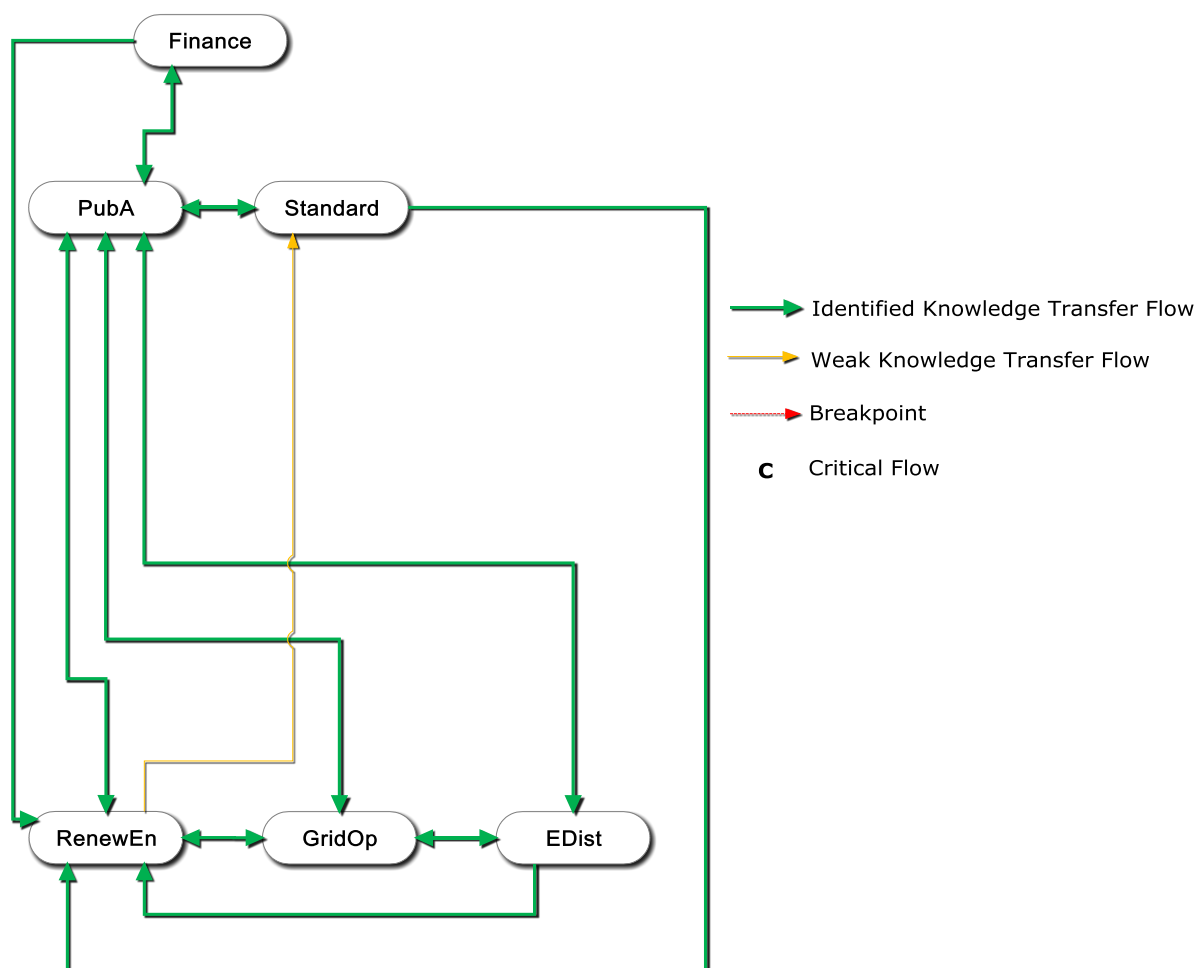 Finance
PubA
Standard
Identified Knowledge Transfer Flow
Weak Knowledge Transfer Flow
Breakpoint
C Critical Flow
RenewEn
GridOp
EDist